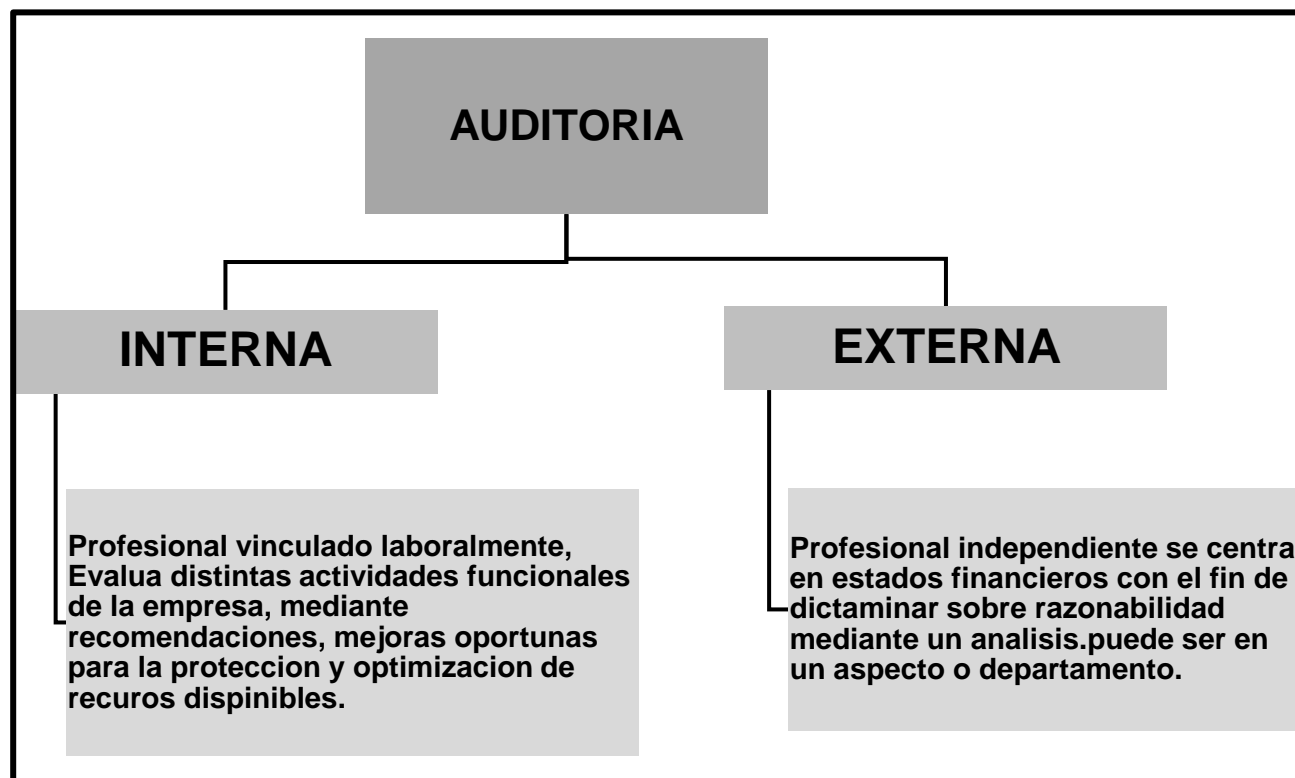 AUDITORIA
INTERNA
EXTERNA
Profesional vinculado laboralmente,
Evalua distintas actividades funcionales
de la empresa, mediante
recomendaciones, mejoras oportunas
para la proteccion y optimizacion de
recuros dispinibles.
Profesional independiente se centra
en estados financieros con el fin de
dictaminar sobre razonabilidad
mediante un analisis.puede ser en
un aspecto o departamento.